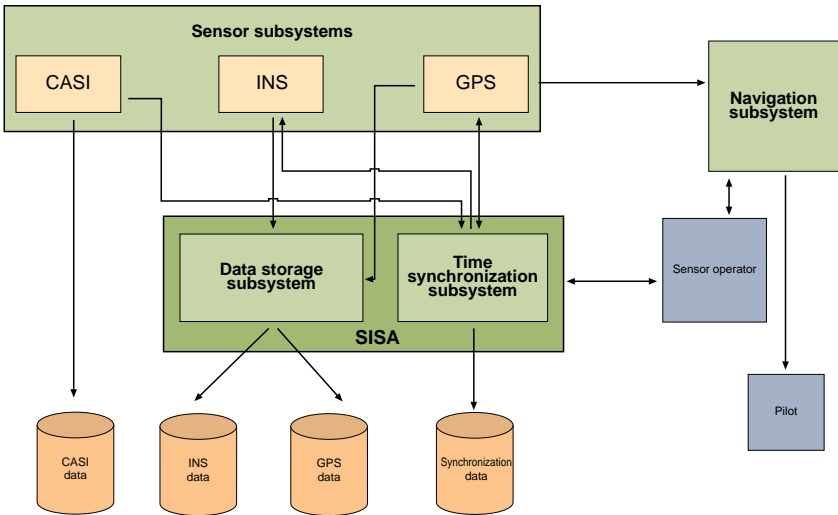 Sensor subsystems
CASI
INS
GPS
Navigation
subsystem
Data storage
subsystem
Time
synchronization
subsystem
Sensor operator
SISA
Pilot
CASI
data
INS
data
GPS
data
Synchronization
data